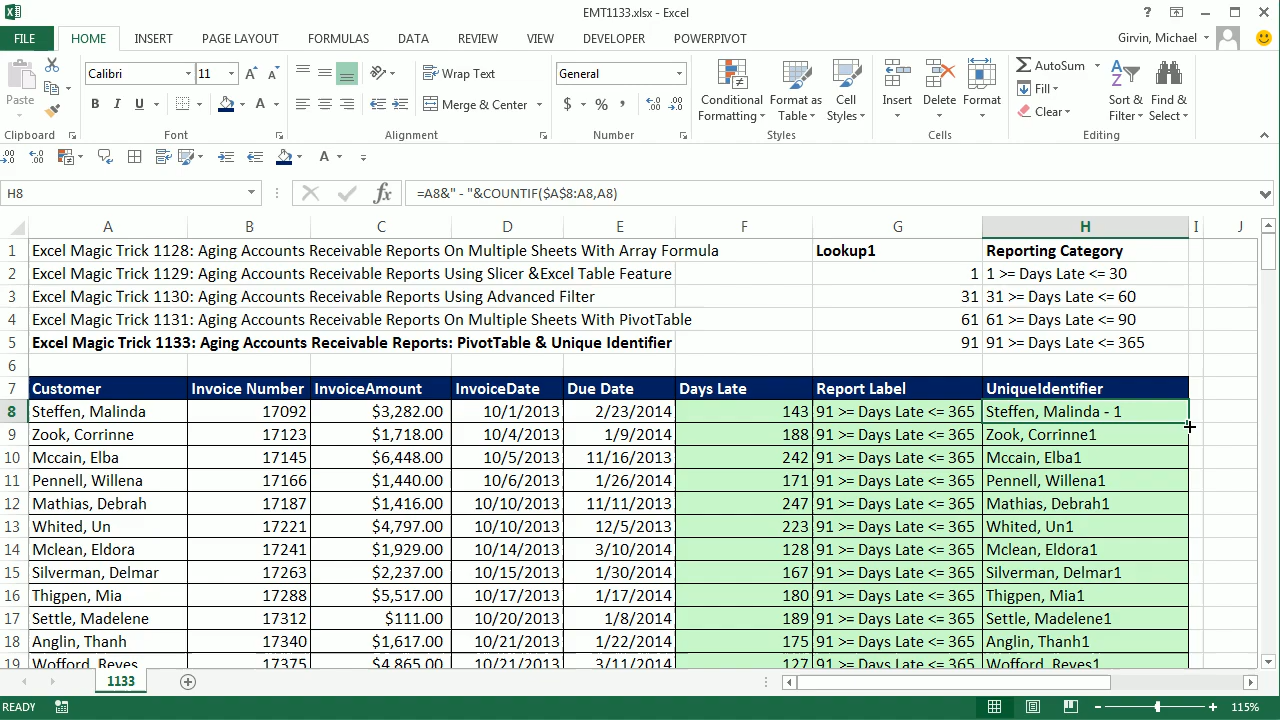 EMT1133.xlsx - Excel
FILE HOME INSERT PAGE LAYOUT FORMULAS DATA REVIEW VIEW DEVELOPER POWERPIVOT Girvin, Michael
Paste Calibri 11 Wrap Text General Conditional Formatting Format as Table Cell Styles Insert Delete Format AutoSum Fill Clear Sort & Filter Find & Select
Merge & Center
Clipboard Font Alignment Number Styles Cells Editing
H8 =A8&" - "&COUNTIF($A$8:A8,A8)
A B C D E F G H I J
1 Excel Magic Trick 1128: Aging Accounts Receivable Reports On Multiple Sheets With Array Formula Lookup1 Reporting Category
2 Excel Magic Trick 1129: Aging Accounts Receivable Reports Using Slicer &Excel Table Feature 1 1 >= Days Late <= 30
3 Excel Magic Trick 1130: Aging Accounts Receivable Reports Using Advanced Filter 31 31 >= Days Late <= 60
4 Excel Magic Trick 1131: Aging Accounts Receivable Reports On Multiple Sheets With PivotTable 61 61 >= Days Late <= 90
5 Excel Magic Trick 1133: Aging Accounts Receivable Reports: PivotTable & Unique Identifier 91 91 >= Days Late <= 365
6
7 Customer Invoice Number InvoiceAmount InvoiceDate Due Date Days Late Report Label UniqueIdentifier
8 Steffen, Malinda 17092 $3,282.00 10/1/2013 2/23/2014 143 91 >= Days Late <= 365 Steffen, Malinda - 1
9 Zook, Corrinne 17123 $1,718.00 10/4/2013 1/9/2014 188 91 >= Days Late <= 365 Zook, Corrinne1
10 Mccain, Elba 17145 $6,448.00 10/5/2013 11/16/2013 242 91 >= Days Late <= 365 Mccain, Elba1
11 Pennell, Willena 17166 $1,440.00 10/6/2013 1/26/2014 171 91 >= Days Late <= 365 Pennell, Willena1
12 Mathias, Debrah 17187 $1,416.00 10/10/2013 11/11/2013 247 91 >= Days Late <= 365 Mathias, Debrah1
13 Whited, Un 17221 $4,797.00 10/10/2013 12/5/2013 223 91 >= Days Late <= 365 Whited, Un1
14 Mclean, Eldora 17241 $1,929.00 10/14/2013 3/10/2014 128 91 >= Days Late <= 365 Mclean, Eldora1
15 Silverman, Delmar 17263 $2,237.00 10/15/2013 1/30/2014 167 91 >= Days Late <= 365 Silverman, Delmar1
16 Thigpen, Mia 17288 $5,517.00 10/17/2013 1/17/2014 180 91 >= Days Late <= 365 Thigpen, Mia1
17 Settle, Madelene 17312 $111.00 10/20/2013 1/8/2014 189 91 >= Days Late <= 365 Settle, Madelene1
18 Anglin, Thanh 17340 $1,617.00 10/21/2013 1/22/2014 175 91 >= Days Late <= 365 Anglin, Thanh1
19 Wofford, Reyes 17375 $4,865.00 10/21/2013 3/11/2014 127 91 >= Days Late <= 365 Wofford, Reyes1
1133
READY 115%